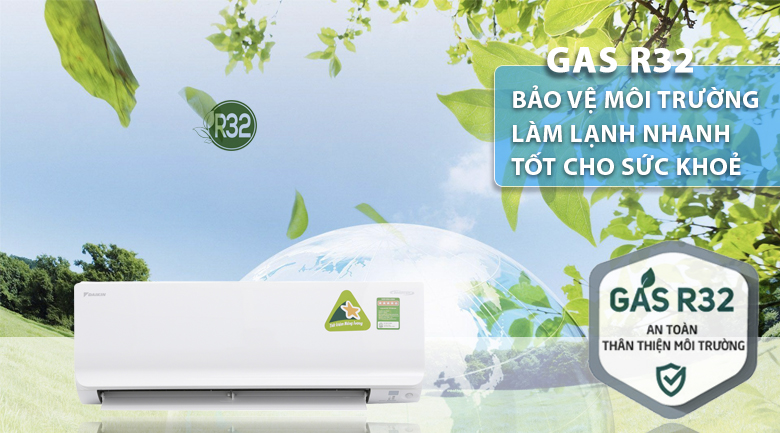 GAS R32
BẢO VỆ MÔI TRƯỜNG
LÀM LẠNH NHANH
TỐT CHO SỨC KHOẺ
R32
GAS R32
AN TOÀN
THÂN THIỆN MÔI TRƯỜNG
DAIKIN